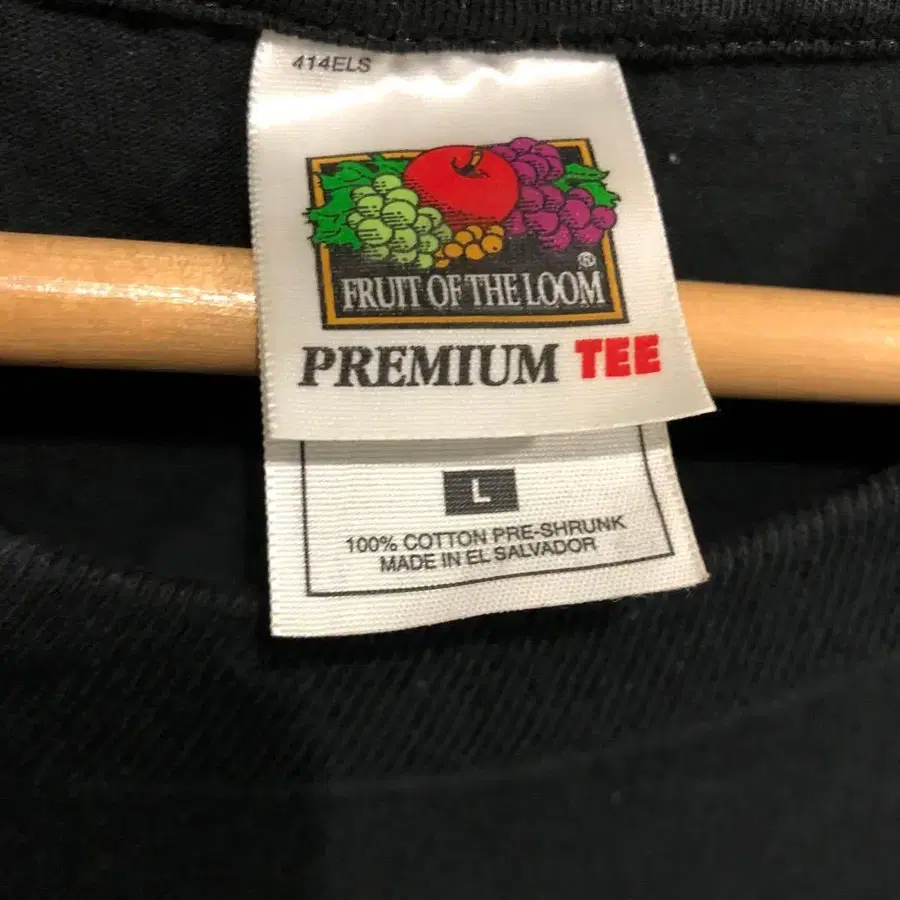 414ELS
FRUIT OF THE LOOM ®
PREMIUM TEE
L
100% COTTON PRE-SHRUNK
MADE IN EL SALVADOR